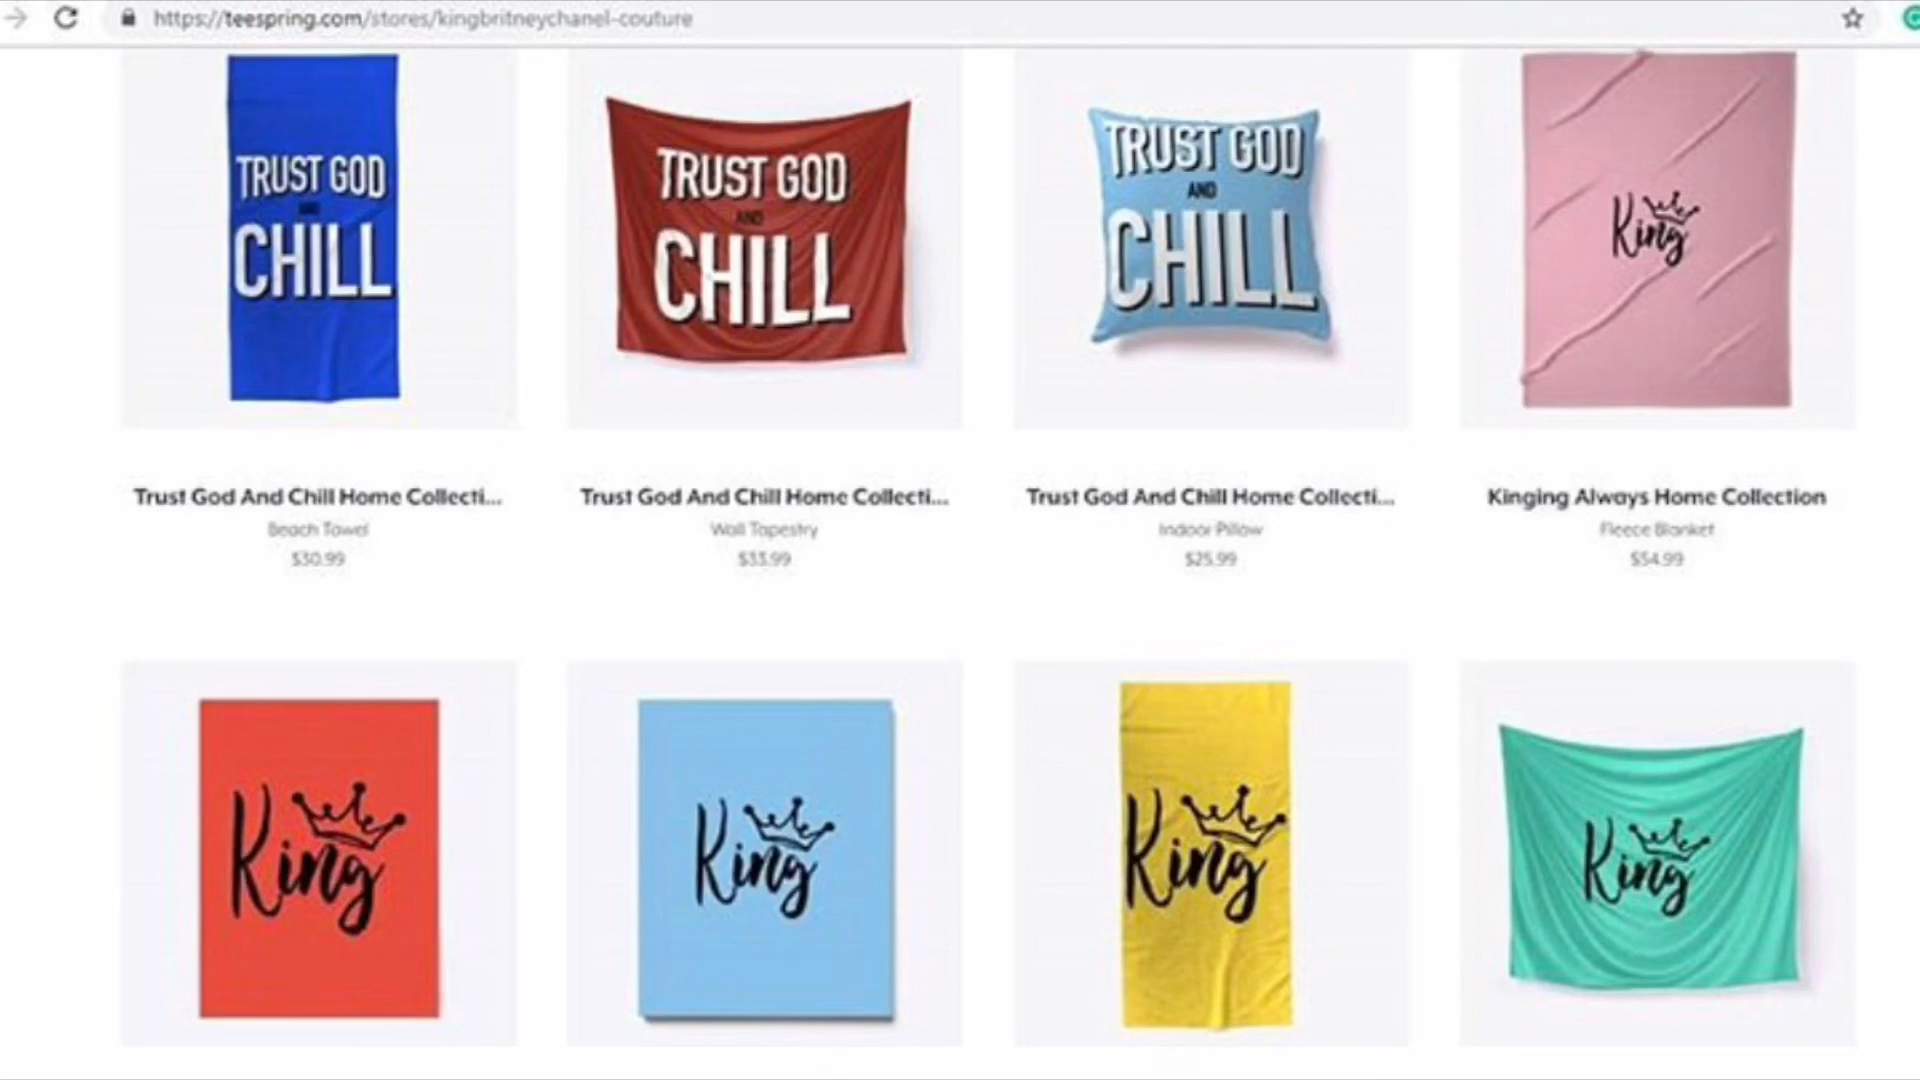 https://teespring.com/stores/kingbritneychanel-couture
TRUST GOD
AND
CHILL
TRUST GOD
AND
CHILL
TRUST GOD
AND
CHILL
King
Trust God And Chill Home Collecti...
Beach Towel
$30.99
Trust God And Chill Home Collecti...
Wall Tapestry
$33.99
Trust God And Chill Home Collecti...
Indoor Pillow
$25.99
Kinging Always Home Collection
Fleece Blanket
$54.99
King
King
King
King